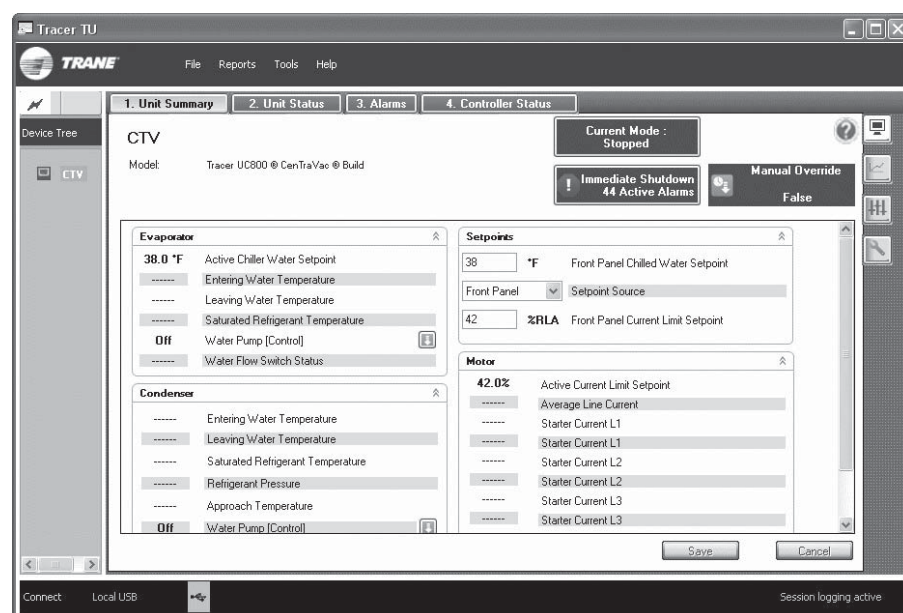 Tracer TU
TRANE
File Reports Tools Help
1. Unit Summary 2. Unit Status 3. Alarms 4. Controller Status
Device Tree
CTV
CTV
Model: Tracer UC800 ® CenTraVac ® Build
Current Mode :
Stopped
Immediate Shutdown
44 Active Alarms
Manual Override
False
Evaporator
38.0 °F Active Chiller Water Setpoint
------ Entering Water Temperature
------ Leaving Water Temperature
------ Saturated Refrigerant Temperature
Off Water Pump [Control]
------ Water Flow Switch Status
Condenser
------ Entering Water Temperature
------ Leaving Water Temperature
------ Saturated Refrigerant Temperature
------ Refrigerant Pressure
------ Approach Temperature
Off Water Pump [Control]
Setpoints
38 °F Front Panel Chilled Water Setpoint
Front Panel Setpoint Source
42 %RLA Front Panel Current Limit Setpoint
Motor
42.0% Active Current Limit Setpoint
------ Average Line Current
------ Starter Current L1
------ Starter Current L1
------ Starter Current L2
------ Starter Current L2
------ Starter Current L3
------ Starter Current L3
Save Cancel
Connect Local USB Session logging active